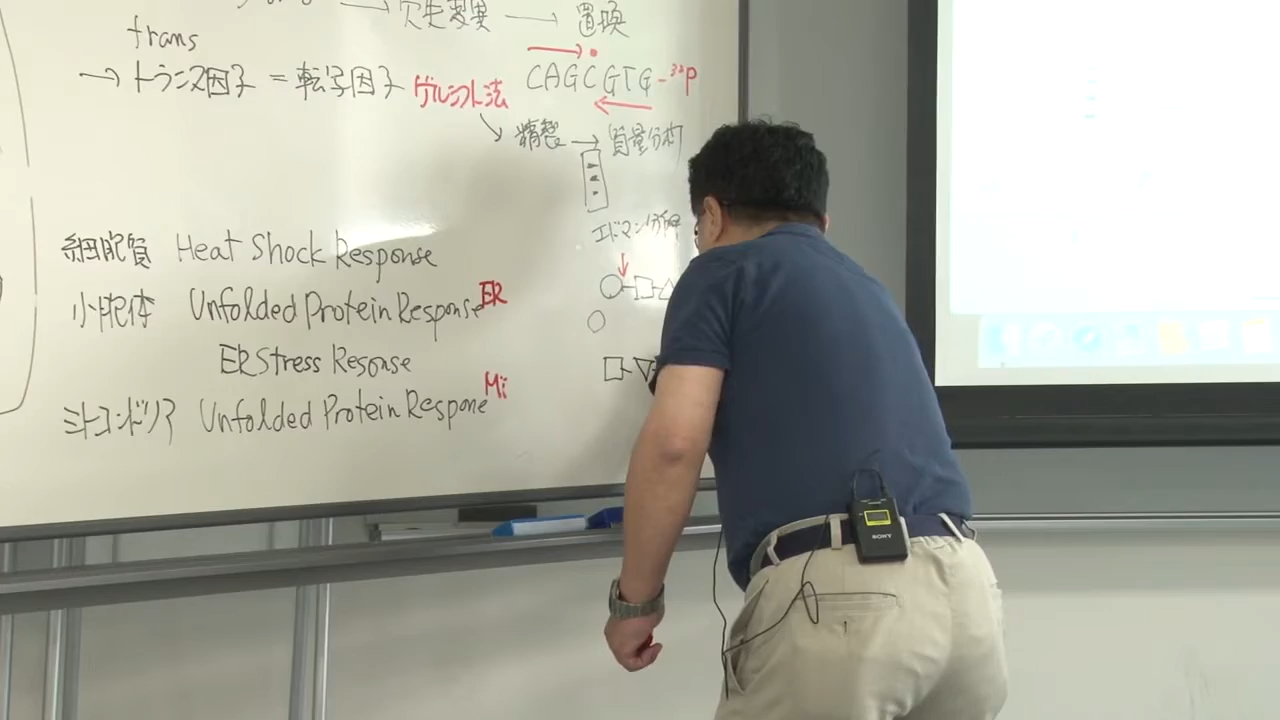 欠失変異 → 置換
trans
→ トランス因子 = 転写因子
ゲルシフト法
CAGCGTG-³²P
精製 → 質量分析
エドマン分解
細胞質 Heat Shock Response
小胞体 Unfolded Protein Response ER
ER Stress Resonse
ミトコンドリア Unfolded Protein Respone Mi
SONY